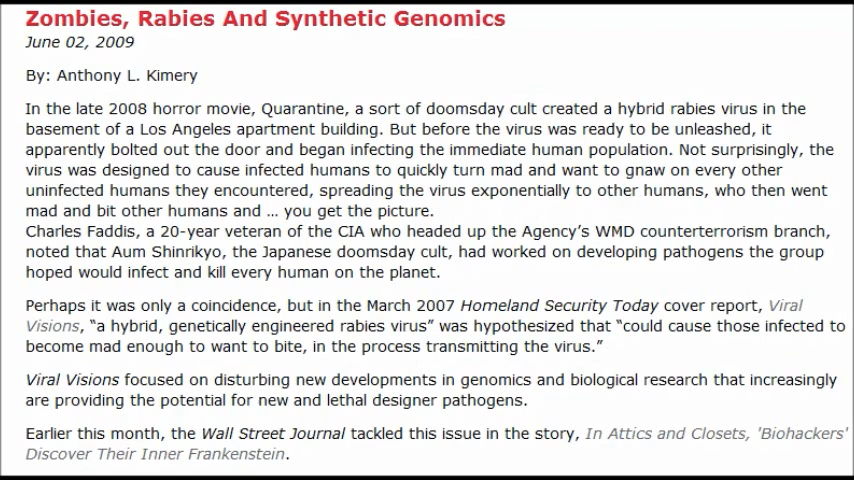 Zombies, Rabies And Synthetic Genomics
June 02, 2009
By: Anthony L. Kimery
In the late 2008 horror movie, Quarantine, a sort of doomsday cult created a hybrid rabies virus in the
basement of a Los Angeles apartment building. But before the virus was ready to be unleashed, it
apparently bolted out the door and began infecting the immediate human population. Not surprisingly, the
virus was designed to cause infected humans to quickly turn mad and want to gnaw on every other
uninfected humans they encountered, spreading the virus exponentially to other humans, who then went
mad and bit other humans and … you get the picture.
Charles Faddis, a 20-year veteran of the CIA who headed up the Agency’s WMD counterterrorism branch,
noted that Aum Shinrikyo, the Japanese doomsday cult, had worked on developing pathogens the group
hoped would infect and kill every human on the planet.
Perhaps it was only a coincidence, but in the March 2007 Homeland Security Today cover report, Viral
Visions, “a hybrid, genetically engineered rabies virus” was hypothesized that “could cause those infected to
become mad enough to want to bite, in the process transmitting the virus.”
Viral Visions focused on disturbing new developments in genomics and biological research that increasingly
are providing the potential for new and lethal designer pathogens.
Earlier this month, the Wall Street Journal tackled this issue in the story, In Attics and Closets, 'Biohackers'
Discover Their Inner Frankenstein.